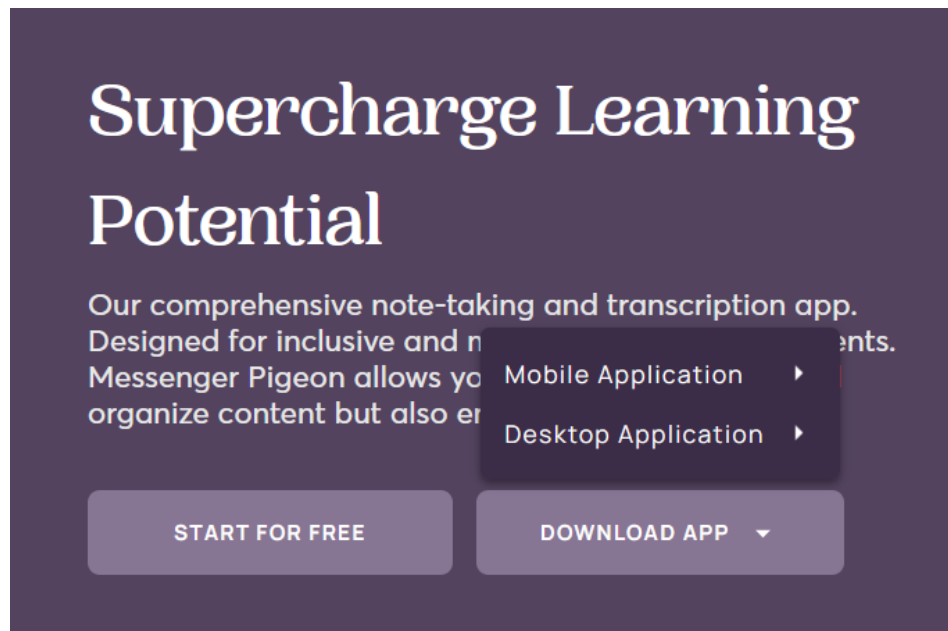 Supercharge Learning
Potential
Our comprehensive note-taking and transcription app.
Designed for inclusive and
Messenger Pigeon allows
organize content but also
Mobile Application
Desktop Application
START FOR FREE
DOWNLOAD APP